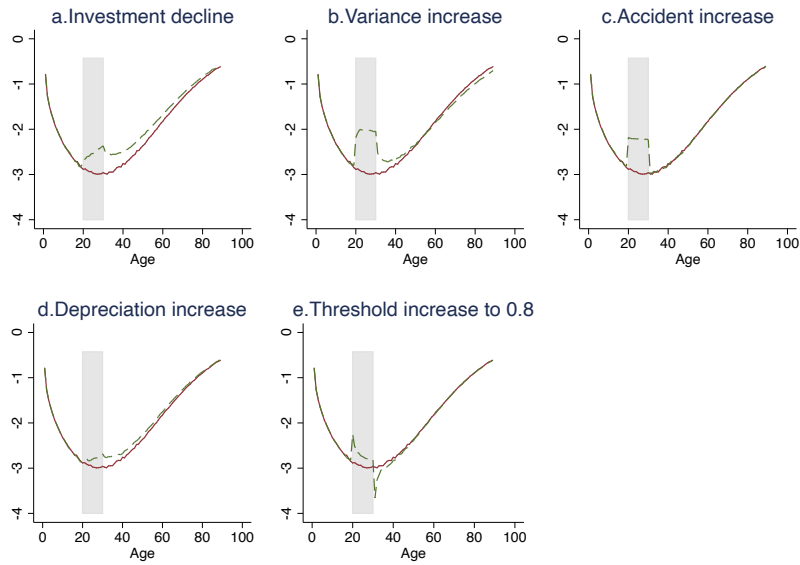 a.Investment decline
b.Variance increase
c.Accident increase
0
-1
-2
-3
-4
0 20 40 60 80 100
Age
0
-1
-2
-3
-4
0 20 40 60 80 100
Age
0
-1
-2
-3
-4
0 20 40 60 80 100
Age
d.Depreciation increase
e.Threshold increase to 0.8
0
-1
-2
-3
-4
0 20 40 60 80 100
Age
0
-1
-2
-3
-4
0 20 40 60 80 100
Age